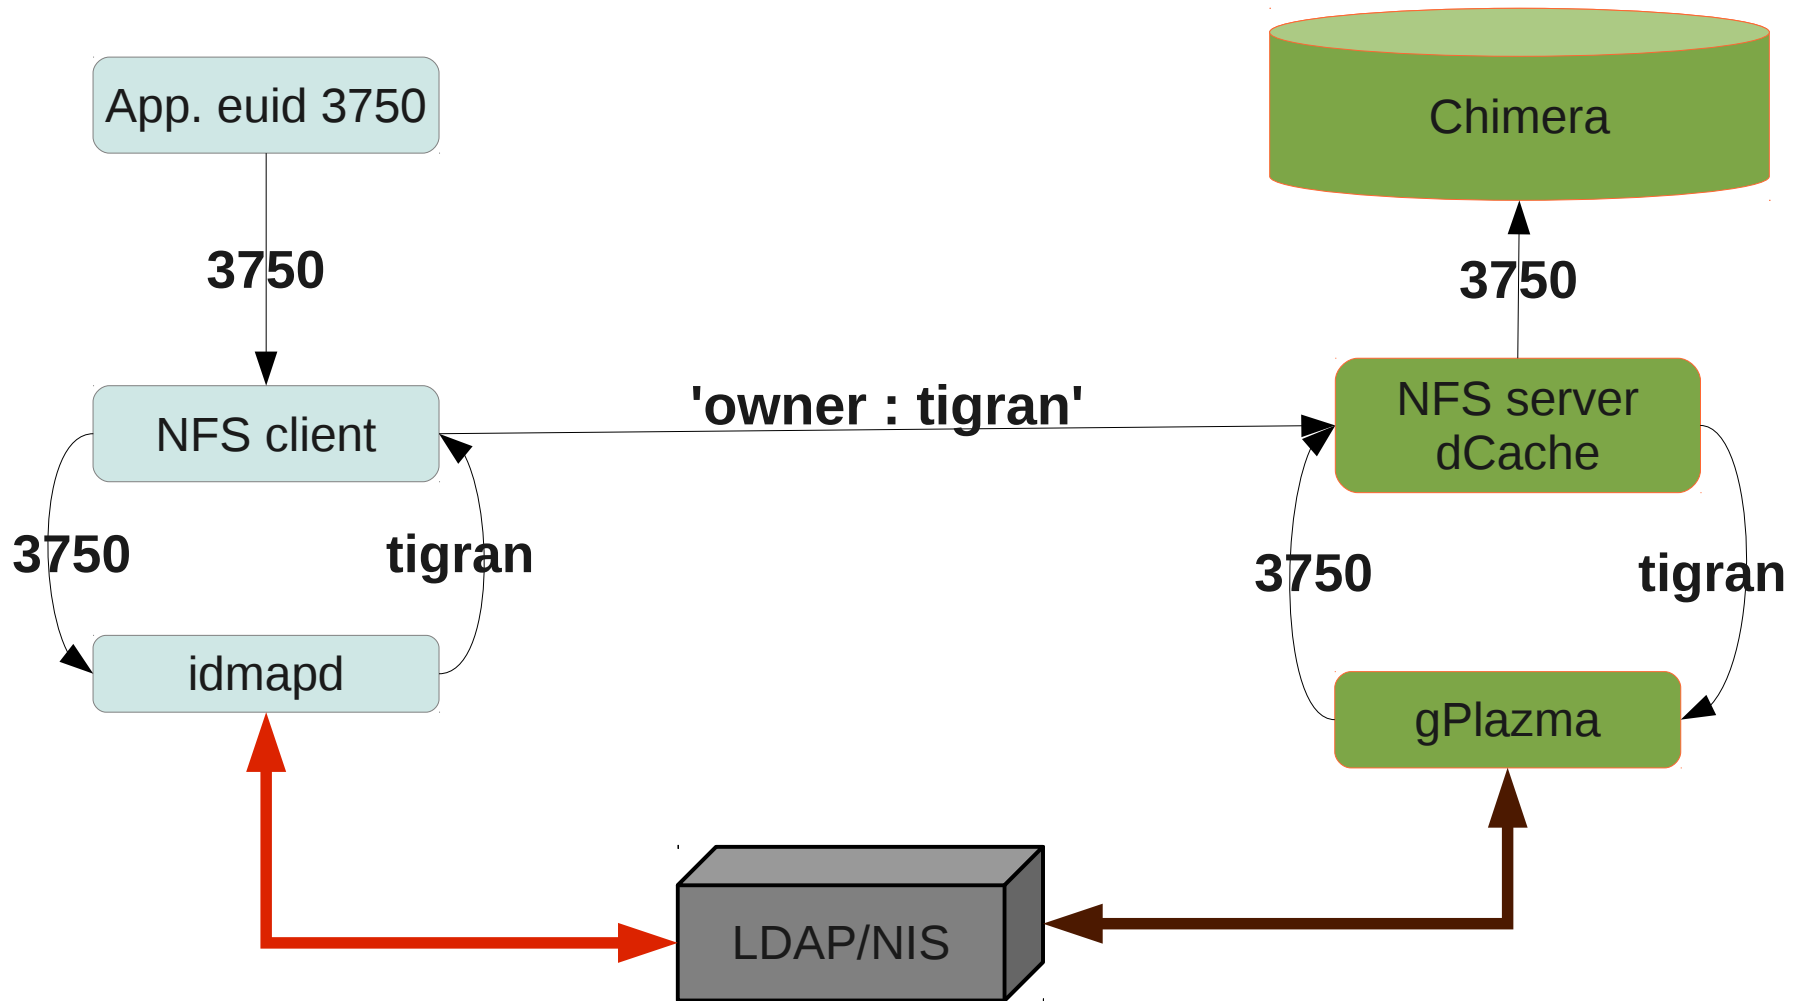 App. euid 3750
Chimera
3750
3750
'owner : tigran'
NFS client
NFS server
dCache
3750
tigran
3750
tigran
idmapd
gPlazma
LDAP/NIS